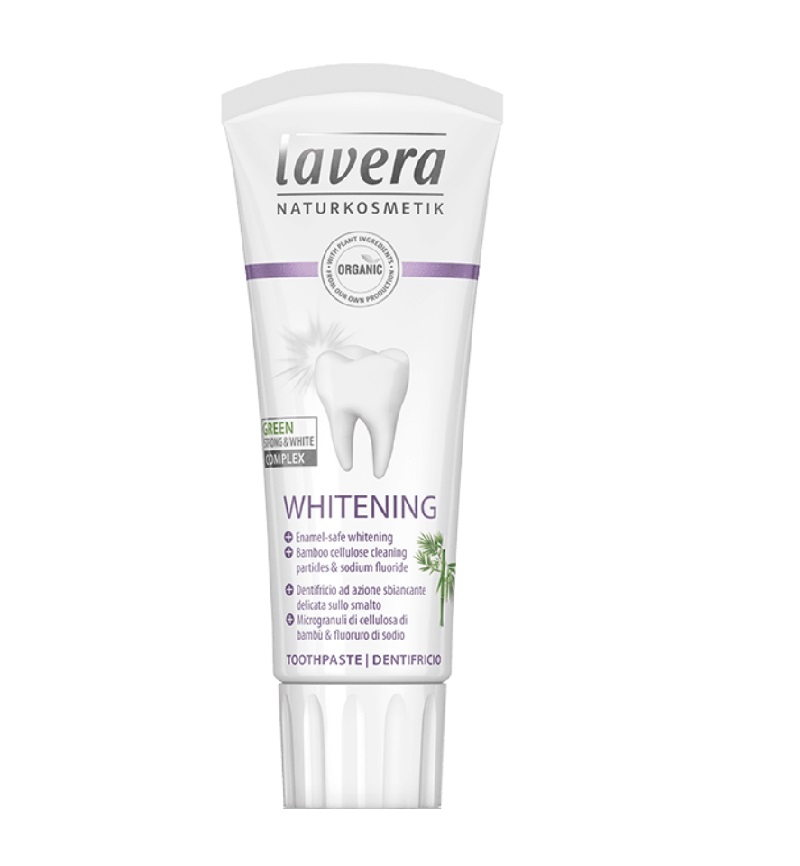 lavera
NATURKOSMETIK
WITH PLANT INGREDIENTS
ORGANIC
FROM OUR OWN PRODUCTION
GREEN
STRONG & WHITE
COMPLEX
WHITENING
Enamel-safe whitening
Bamboo cellulose cleaning
particles & sodium fluoride
Dentifricio ad azione sbiancante
delicata sullo smalto
Microgranuli di cellulosa di
bambù & fluoruro di sodio
TOOTHPASTE | DENTIFRICIO